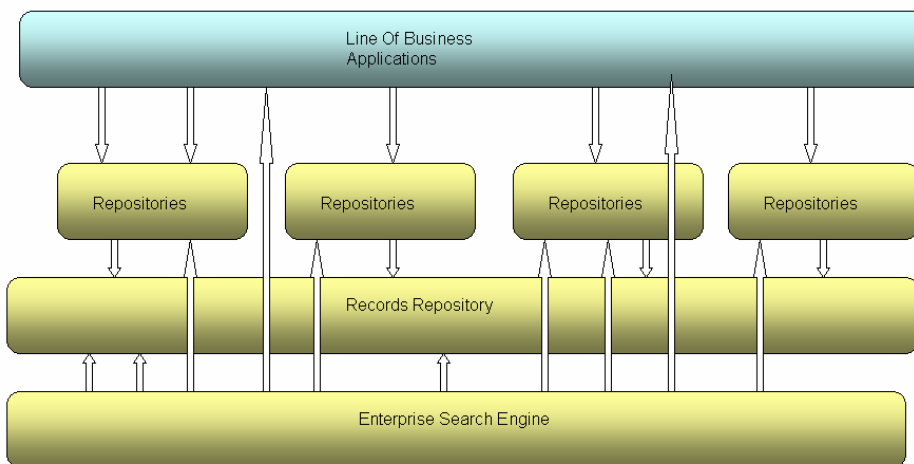 Line Of Business
Applications
Repositories
Repositories
Repositories
Repositories
Records Repository
Enterprise Search Engine